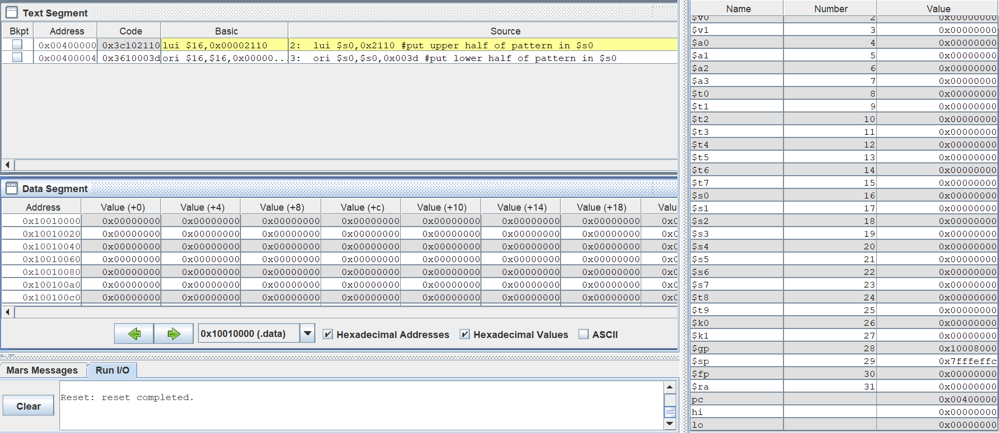 Text Segment
Bkpt Address Code Basic Source
0x00400000 0x3c102110 lui $16,0x00002110 2: lui $s0,0x2110 #put upper half of pattern in $s0
0x00400004 0x3610003d ori $16,$16,0x00000... 3: ori $s0,$s0,0x003d #put lower half of pattern in $s0
Data Segment
Address Value (+0) Value (+4) Value (+8) Value (+c) Value (+10) Value (+14) Value (+18) Valu
0x10010000 0x00000000 0x00000000 0x00000000 0x00000000 0x00000000 0x00000000 0x00000000 0x0
0x10010020 0x00000000 0x00000000 0x00000000 0x00000000 0x00000000 0x00000000 0x00000000 0x0
0x10010040 0x00000000 0x00000000 0x00000000 0x00000000 0x00000000 0x00000000 0x00000000 0x0
0x10010060 0x00000000 0x00000000 0x00000000 0x00000000 0x00000000 0x00000000 0x00000000 0x0
0x10010080 0x00000000 0x00000000 0x00000000 0x00000000 0x00000000 0x00000000 0x00000000 0x0
0x100100a0 0x00000000 0x00000000 0x00000000 0x00000000 0x00000000 0x00000000 0x00000000 0x0
0x100100c0 0x00000000 0x00000000 0x00000000 0x00000000 0x00000000 0x00000000 0x00000000 0x0
0x10010000 (.data) Hexadecimal Addresses Hexadecimal Values ASCII
Mars Messages Run I/O
Clear
Reset: reset completed.
Name Number Value
$v0 2 0x00000000
$v1 3 0x00000000
$a0 4 0x00000000
$a1 5 0x00000000
$a2 6 0x00000000
$a3 7 0x00000000
$t0 8 0x00000000
$t1 9 0x00000000
$t2 10 0x00000000
$t3 11 0x00000000
$t4 12 0x00000000
$t5 13 0x00000000
$t6 14 0x00000000
$t7 15 0x00000000
$s0 16 0x00000000
$s1 17 0x00000000
$s2 18 0x00000000
$s3 19 0x00000000
$s4 20 0x00000000
$s5 21 0x00000000
$s6 22 0x00000000
$s7 23 0x00000000
$t8 24 0x00000000
$t9 25 0x00000000
$k0 26 0x00000000
$k1 27 0x00000000
$gp 28 0x10008000
$sp 29 0x7fffeffc
$fp 30 0x00000000
$ra 31 0x00000000
pc 0x00400000
hi 0x00000000
lo 0x00000000